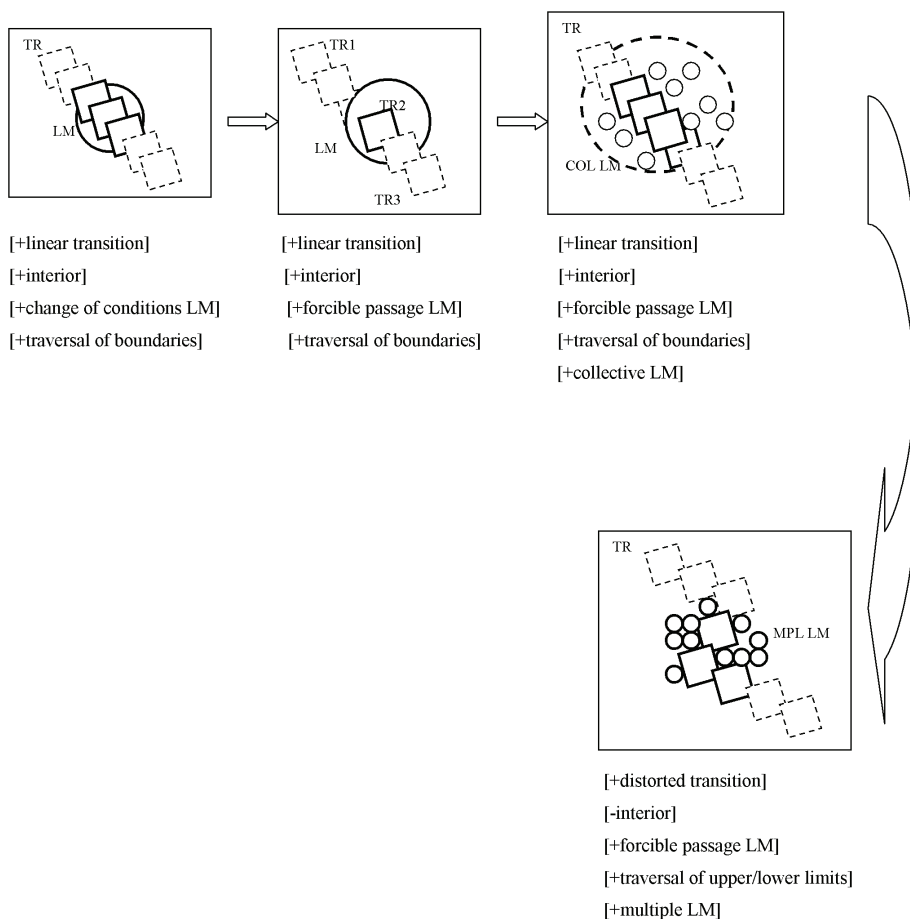 TR
LM
[+linear transition]
[+interior]
[+change of conditions LM]
[+traversal of boundaries]
TR1
TR2
LM
TR3
[+linear transition]
[+interior]
[+forcible passage LM]
[+traversal of boundaries]
TR
COL LM
[+linear transition]
[+interior]
[+forcible passage LM]
[+traversal of boundaries]
[+collective LM]
TR
MPL LM
[+distorted transition]
[-interior]
[+forcible passage LM]
[+traversal of upper/lower limits]
[+multiple LM]